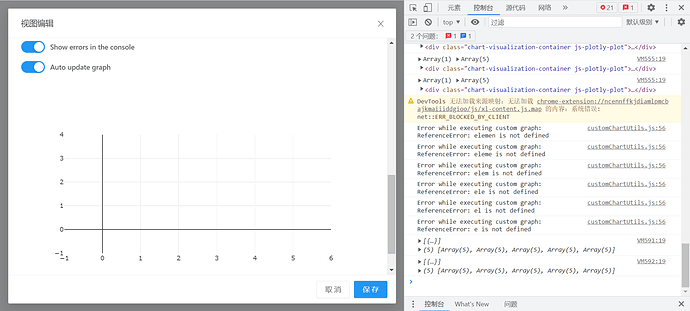 视图编辑
Show errors in the console
Auto update graph
4
3
2
1
0
−1
−1 0 1 2 3 4 5 6
取消 保存
元素 控制台 源代码 网络 » 21 1
top 过滤 默认级别
2 个问题: 1 1
<div class="chart-visualization-container js-plotly-plot">…</div>
Array(1) Array(5) VM555:19
<div class="chart-visualization-container js-plotly-plot">…</div>
Array(1) Array(5) VM557:19
<div class="chart-visualization-container js-plotly-plot">…</div>
DevTools 无法加载来源映射: 无法加载 chrome-extension://ncennffkjdiamlpmcb
ajkmaiiiddgioo/js/xl-content.js.map 的内容: 系统错误:
net::ERR_BLOCKED_BY_CLIENT
Error while executing custom graph: customChartUtils.js:56
ReferenceError: elemen is not defined
Error while executing custom graph: customChartUtils.js:56
ReferenceError: eleme is not defined
Error while executing custom graph: customChartUtils.js:56
ReferenceError: elem is not defined
Error while executing custom graph: customChartUtils.js:56
ReferenceError: ele is not defined
Error while executing custom graph: customChartUtils.js:56
ReferenceError: el is not defined
Error while executing custom graph: customChartUtils.js:56
ReferenceError: e is not defined
[{…}] VM591:19
(5) [Array(5), Array(5), Array(5), Array(5), Array(5)]
[{…}] VM592:19
(5) [Array(5), Array(5), Array(5), Array(5), Array(5)]
控制台 What's New 问题